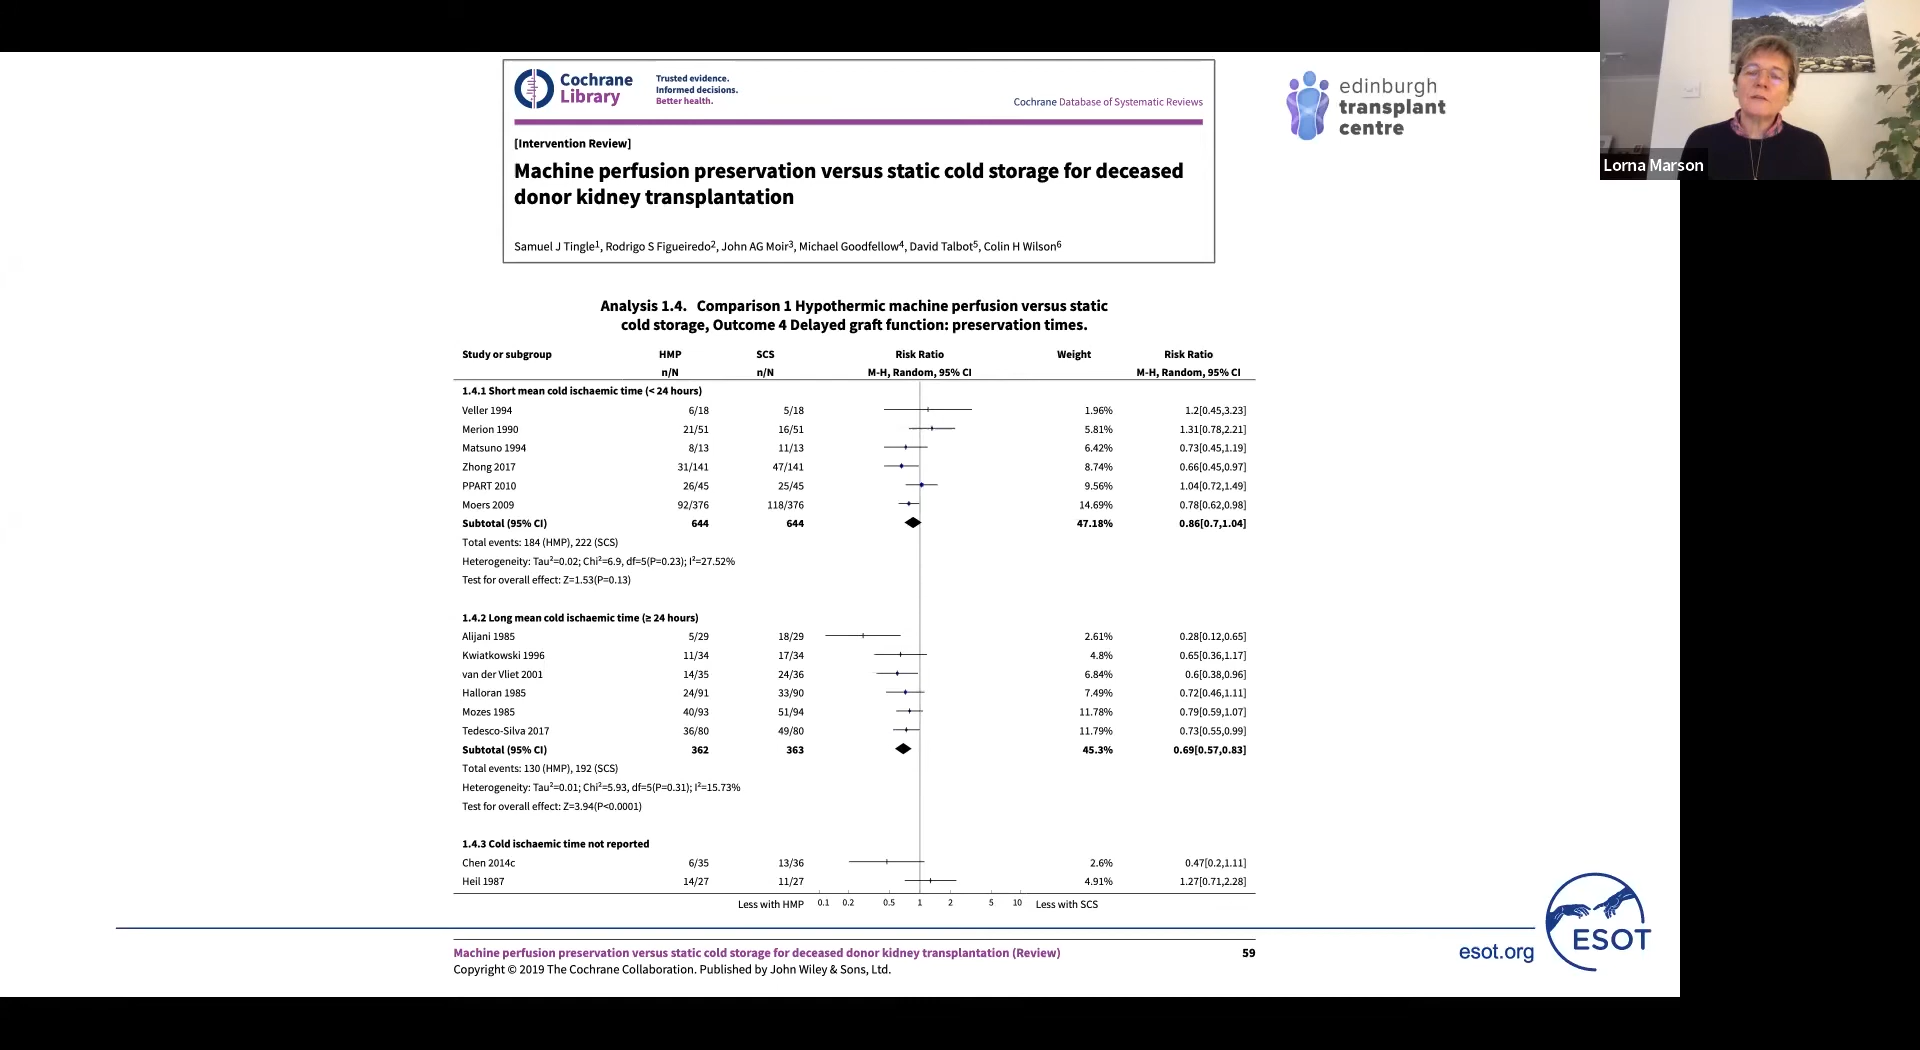 Cochrane
Library
Trusted evidence.
Informed decisions.
Better health.
Cochrane Database of Systematic Reviews
[Intervention Review]
Machine perfusion preservation versus static cold storage for deceased
donor kidney transplantation
Samuel J Tingle1, Rodrigo S Figueiredo2, John AG Moir3, Michael Goodfellow4, David Talbot5, Colin H Wilson6
edinburgh
transplant
centre
Lorna Marson
Analysis 1.4. Comparison 1 Hypothermic machine perfusion versus static
cold storage, Outcome 4 Delayed graft function: preservation times.
Study or subgroup HMP SCS Risk Ratio Weight Risk Ratio
n/N n/N M-H, Random, 95% CI M-H, Random, 95% CI
1.4.1 Short mean cold ischaemic time (< 24 hours)
Veller 1994 6/18 5/18 1.96% 1.2[0.45,3.23]
Merion 1990 21/51 16/51 5.81% 1.31[0.78,2.21]
Matsuno 1994 8/13 11/13 6.42% 0.73[0.45,1.19]
Zhong 2017 31/141 47/141 8.74% 0.66[0.45,0.97]
PPART 2010 26/45 25/45 9.56% 1.04[0.72,1.49]
Moers 2009 92/376 118/376 14.69% 0.78[0.62,0.98]
Subtotal (95% CI) 644 644 47.18% 0.86[0.7,1.04]
Total events: 184 (HMP), 222 (SCS)
Heterogeneity: Tau²=0.02; Chi²=6.9, df=5(P=0.23); I²=27.52%
Test for overall effect: Z=1.53(P=0.13)
1.4.2 Long mean cold ischaemic time (≥ 24 hours)
Alijani 1985 5/29 18/29 2.61% 0.28[0.12,0.65]
Kwiatkowski 1996 11/34 17/34 4.8% 0.65[0.36,1.17]
van der Vliet 2001 14/35 24/36 6.84% 0.6[0.38,0.96]
Halloran 1985 24/91 33/90 7.49% 0.72[0.46,1.11]
Mozes 1985 40/93 51/94 11.78% 0.79[0.59,1.07]
Tedesco-Silva 2017 36/80 49/80 11.79% 0.73[0.55,0.99]
Subtotal (95% CI) 362 363 45.3% 0.69[0.57,0.83]
Total events: 130 (HMP), 192 (SCS)
Heterogeneity: Tau²=0.01; Chi²=5.93, df=5(P=0.31); I²=15.73%
Test for overall effect: Z=3.94(P<0.0001)
1.4.3 Cold ischaemic time not reported
Chen 2014c 6/35 13/36 2.6% 0.47[0.2,1.11]
Heil 1987 14/27 11/27 4.91% 1.27[0.71,2.28]
Less with HMP 0.1 0.2 0.5 1 2 5 10 Less with SCS
Machine perfusion preservation versus static cold storage for deceased donor kidney transplantation (Review) 59
Copyright © 2019 The Cochrane Collaboration. Published by John Wiley & Sons, Ltd.
esot.org
ESOT